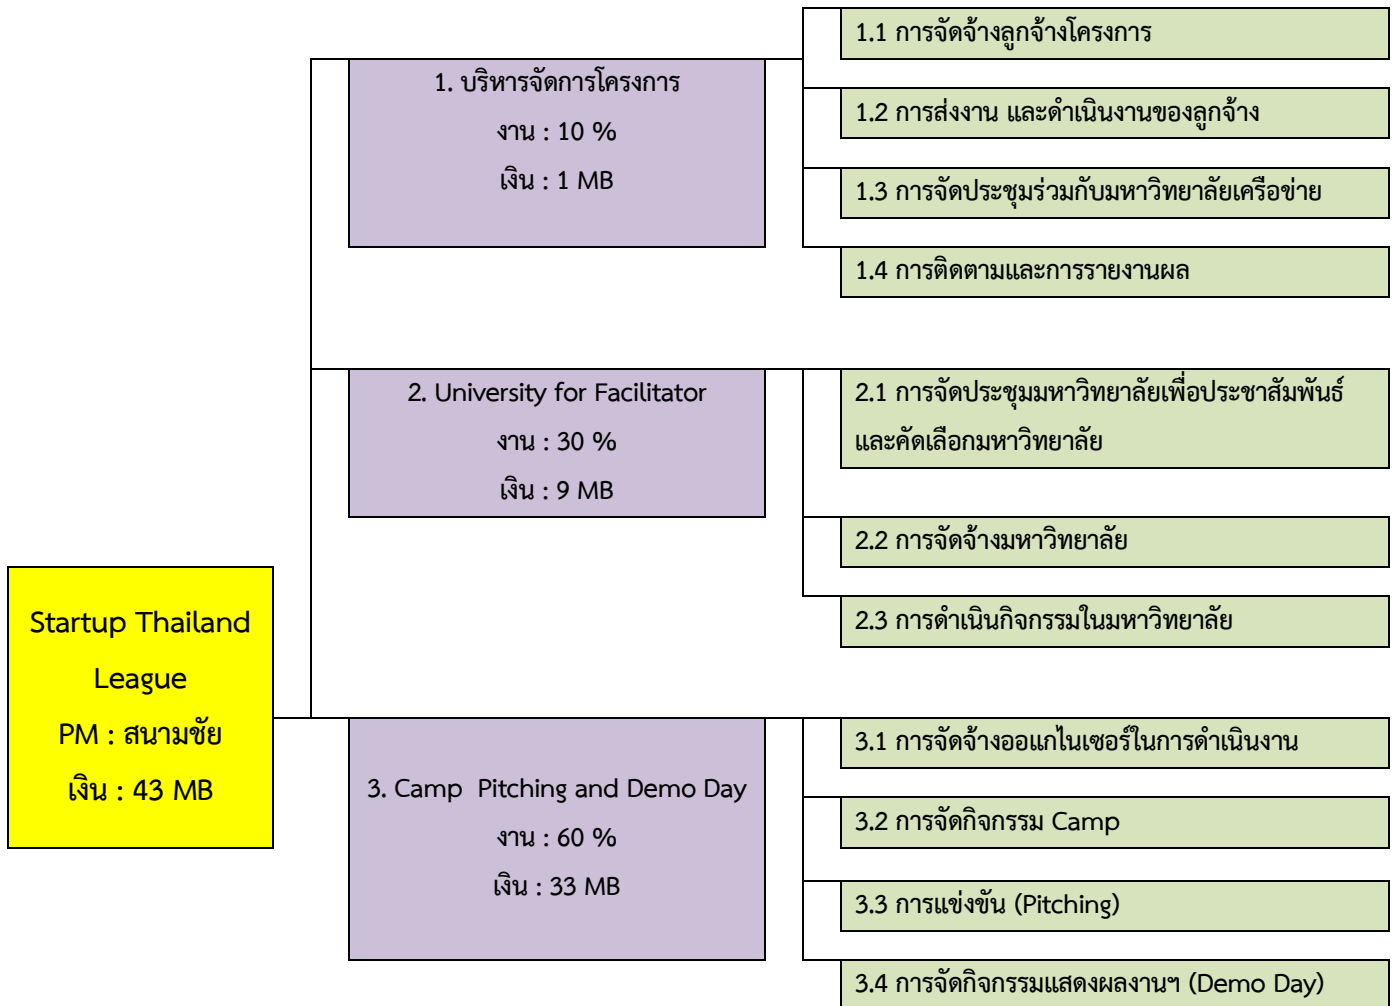 Startup Thailand
League
PM : สนามชัย
เงิน : 43 MB
1. บริหารจัดการโครงการ
งาน : 10 %
เงิน : 1 MB
1.1 การจัดจ้างลูกจ้างโครงการ
1.2 การส่งงาน และดำเนินงานของลูกจ้าง
1.3 การจัดประชุมร่วมกับมหาวิทยาลัยเครือข่าย
1.4 การติดตามและการรายงานผล
2. University for Facilitator
งาน : 30 %
เงิน : 9 MB
2.1 การจัดประชุมมหาวิทยาลัยเพื่อประชาสัมพันธ์
และคัดเลือกมหาวิทยาลัย
2.2 การจัดจ้างมหาวิทยาลัย
2.3 การดำเนินกิจกรรมในมหาวิทยาลัย
3. Camp  Pitching and Demo Day
งาน : 60 %
เงิน : 33 MB
3.1 การจัดจ้างออแกไนเซอร์ในการดำเนินงาน
3.2 การจัดกิจกรรม Camp
3.3 การแข่งขัน (Pitching)
3.4 การจัดกิจกรรมแสดงผลงานฯ (Demo Day)